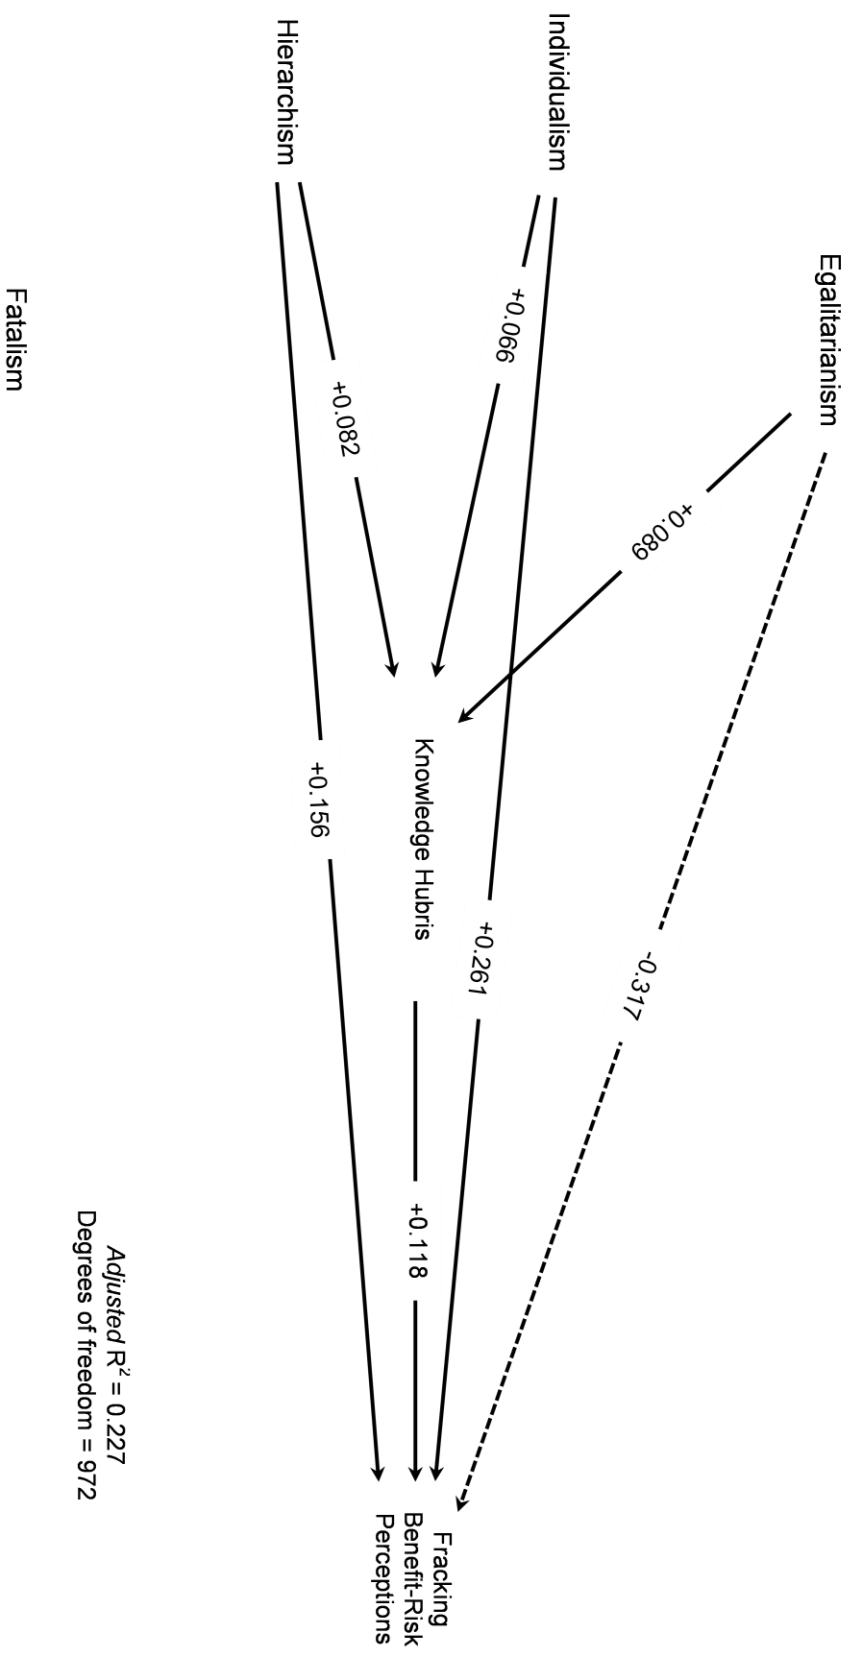 Egalitarianism
+0.089
-0.317
Individualism
+0.066
+0.261
Knowledge Hubris
+0.118
Fracking
Benefit-Risk
Perceptions
Hierarchism
+0.082
+0.156
Adjusted R² = 0.227
Degrees of freedom = 972
Fatalism